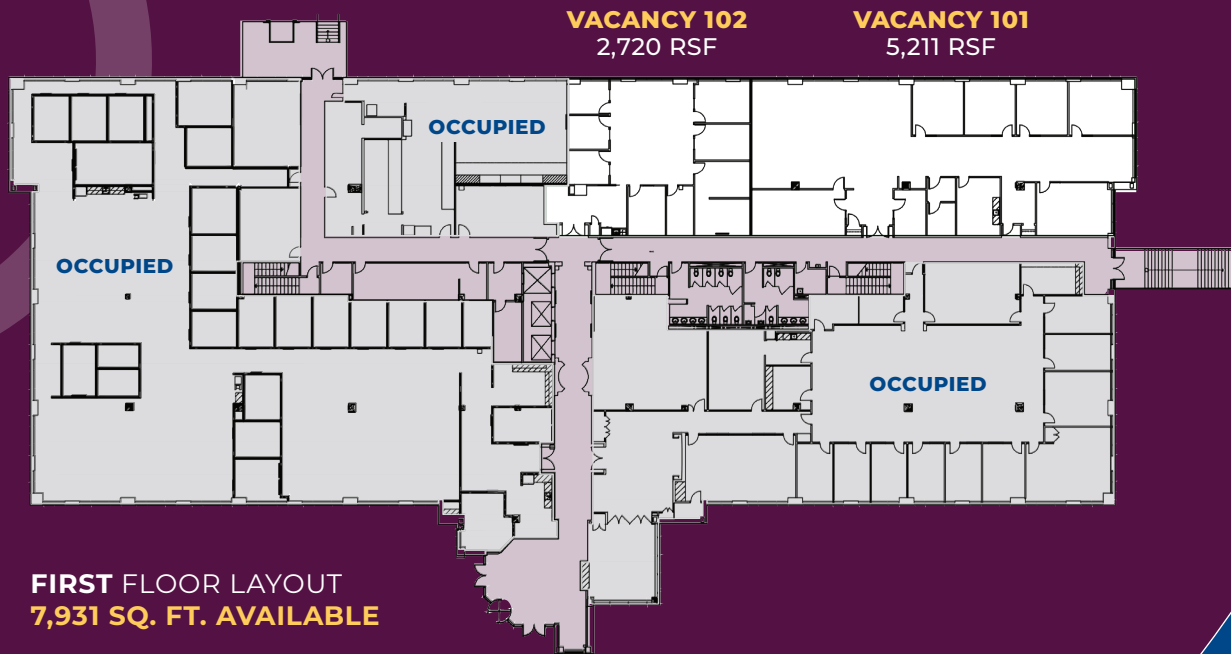 VACANCY 102
2,720 RSF
VACANCY 101
5,211 RSF
OCCUPIED
OCCUPIED
OCCUPIED
FIRST FLOOR LAYOUT
7,931 SQ. FT. AVAILABLE